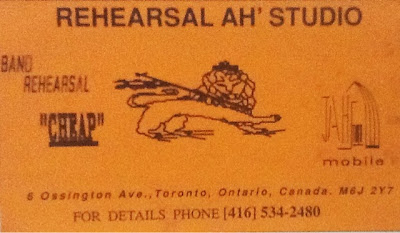 REHEARSAL AH' STUDIO
BAND
REHEARSAL
"CHEAP"
JAH
mobile
6 Ossington Ave.,Toronto, Ontario, Canada. M6J 2Y7
FOR DETAILS PHONE [416] 534-2480